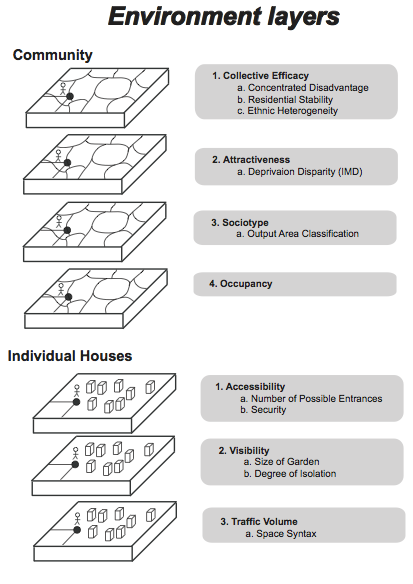 Environment layers
Community
1. Collective Efficacy
a. Concentrated Disadvantage
b. Residential Stability
c. Ethnic Heterogeneity
2. Attractiveness
a. Deprivaion Disparity (IMD)
3. Sociotype
a. Output Area Classification
4. Occupancy
Individual Houses
1. Accessibility
a. Number of Possible Entrances
b. Security
2. Visibility
a. Size of Garden
b. Degree of Isolation
3. Traffic Volume
a. Space Syntax